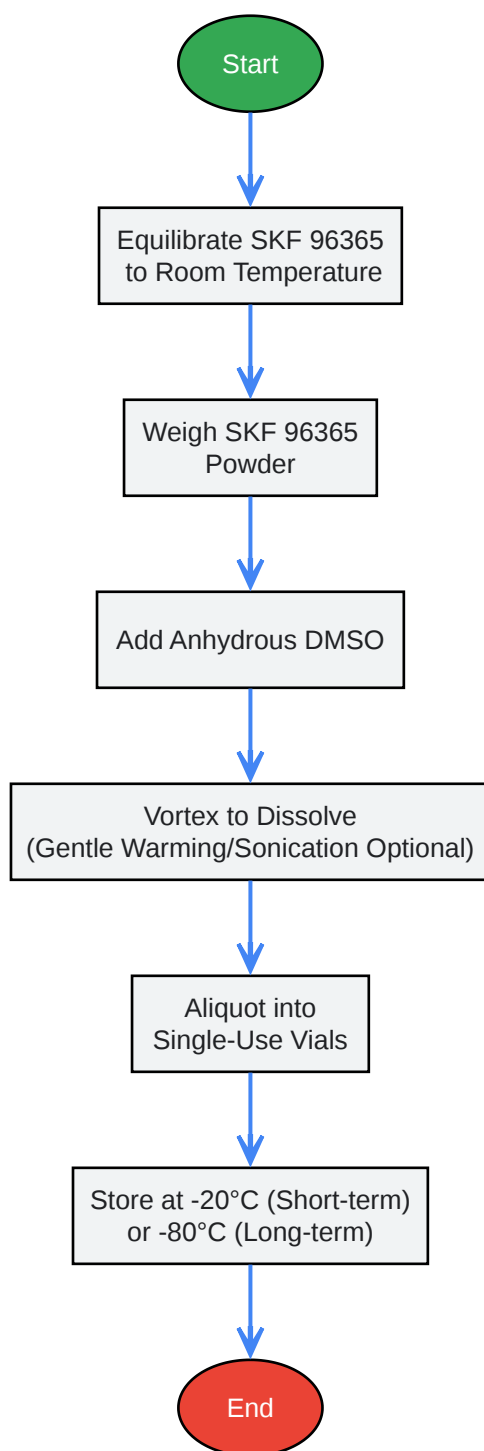 Start
Equilibrate SKF 96365
to Room Temperature
Weigh SKF 96365
Powder
Add Anhydrous DMSO
Vortex to Dissolve
(Gentle Warming/Sonication Optional)
Aliquot into
Single-Use Vials
Store at -20°C (Short-term)
or -80°C (Long-term)
End